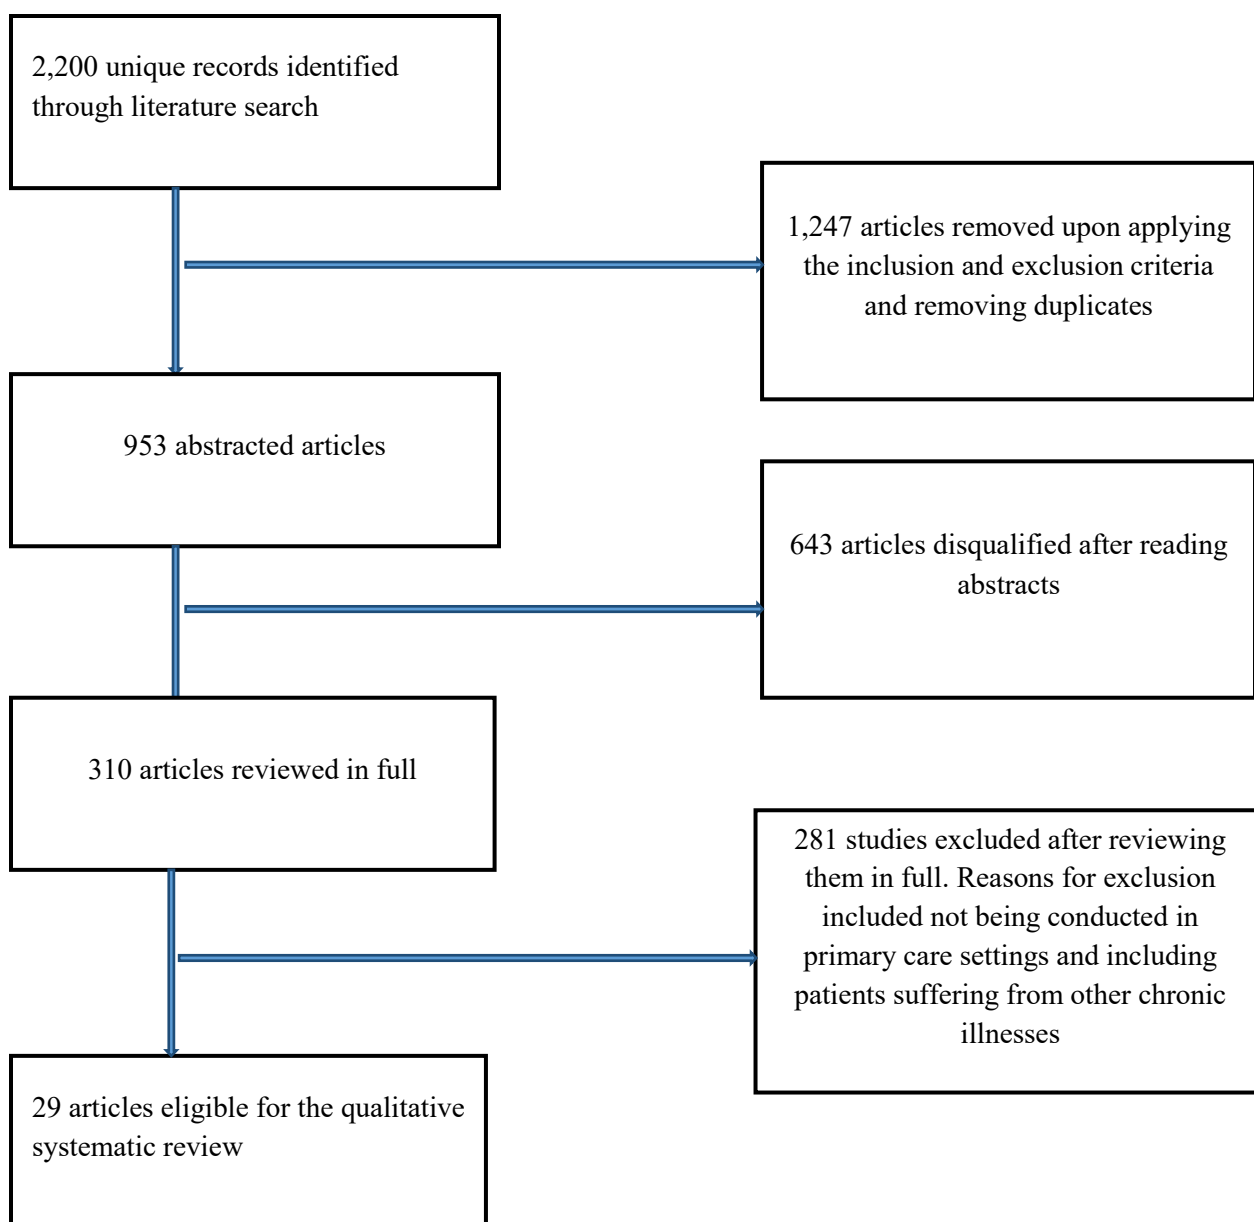 2,200 unique records identified
through literature search
1,247 articles removed upon applying
the inclusion and exclusion criteria
and removing duplicates
953 abstracted articles
643 articles disqualified after reading
abstracts
310 articles reviewed in full
281 studies excluded after reviewing
them in full. Reasons for exclusion
included not being conducted in
primary care settings and including
patients suffering from other chronic
illnesses
29 articles eligible for the qualitative
systematic review